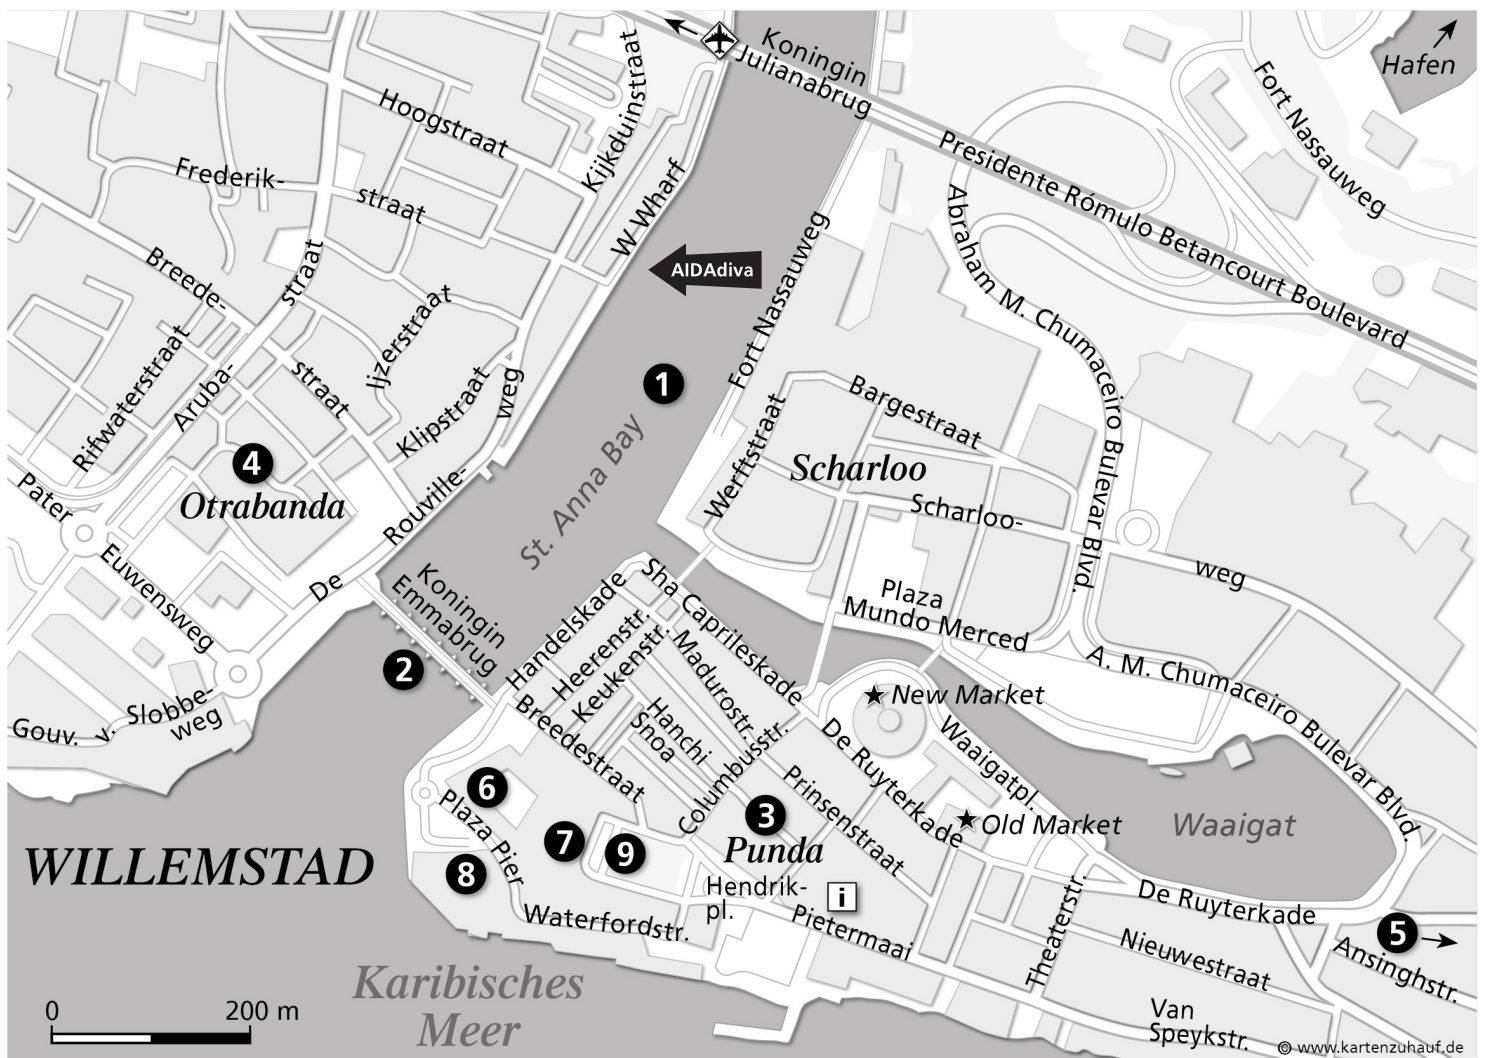 Koningin
Julianabrug
Hafen
Kijkduinstraat
Hoogstraat
Fort Nassauweg
Frederik-
straat
W Wharf
Presidente Rómulo Betancourt Boulevard
Abraham M. Chumaceiro Bulevar Blvd.
AIDAdiva
Fort Nassauweg
Breede-
straat
straat
Aruba-
Rifwaterstraat
Ijzerstraat
Klipstraat
weg
Rouville-
De
1
St. Anna Bay
Werftstraat
Bargestraat
Scharloo
Scharloo-
weg
4
Otrabanda
Pater
Euwensweg
Koningin
Emmabrug
2
Plaza
Mundo Merced
A. M. Chumaceiro Bulevar Blvd.
Sha Caprileskade
Handelskade
Heerenstr.
Keukenstr.
Madurostr.
Hanchi
Snoa
Columbusstr.
Breedestraat
New Market
De Ruyterkade
Waaigatpl.
Prinsenstraat
Old Market
Waaigat
Slobbe-
weg
Gouv. v.
6
Plaza Pier
7
9
3
Punda
8
WILLEMSTAD
Hendrik-
pl.
i
Waterfordstr.
Pietermaai
Theaterstr.
De Ruyterkade
5
Ansinghstr.
Nieuwestraat
Van
Speykstr.
Karibisches
Meer
0
200 m
© www.kartenzuhauf.de